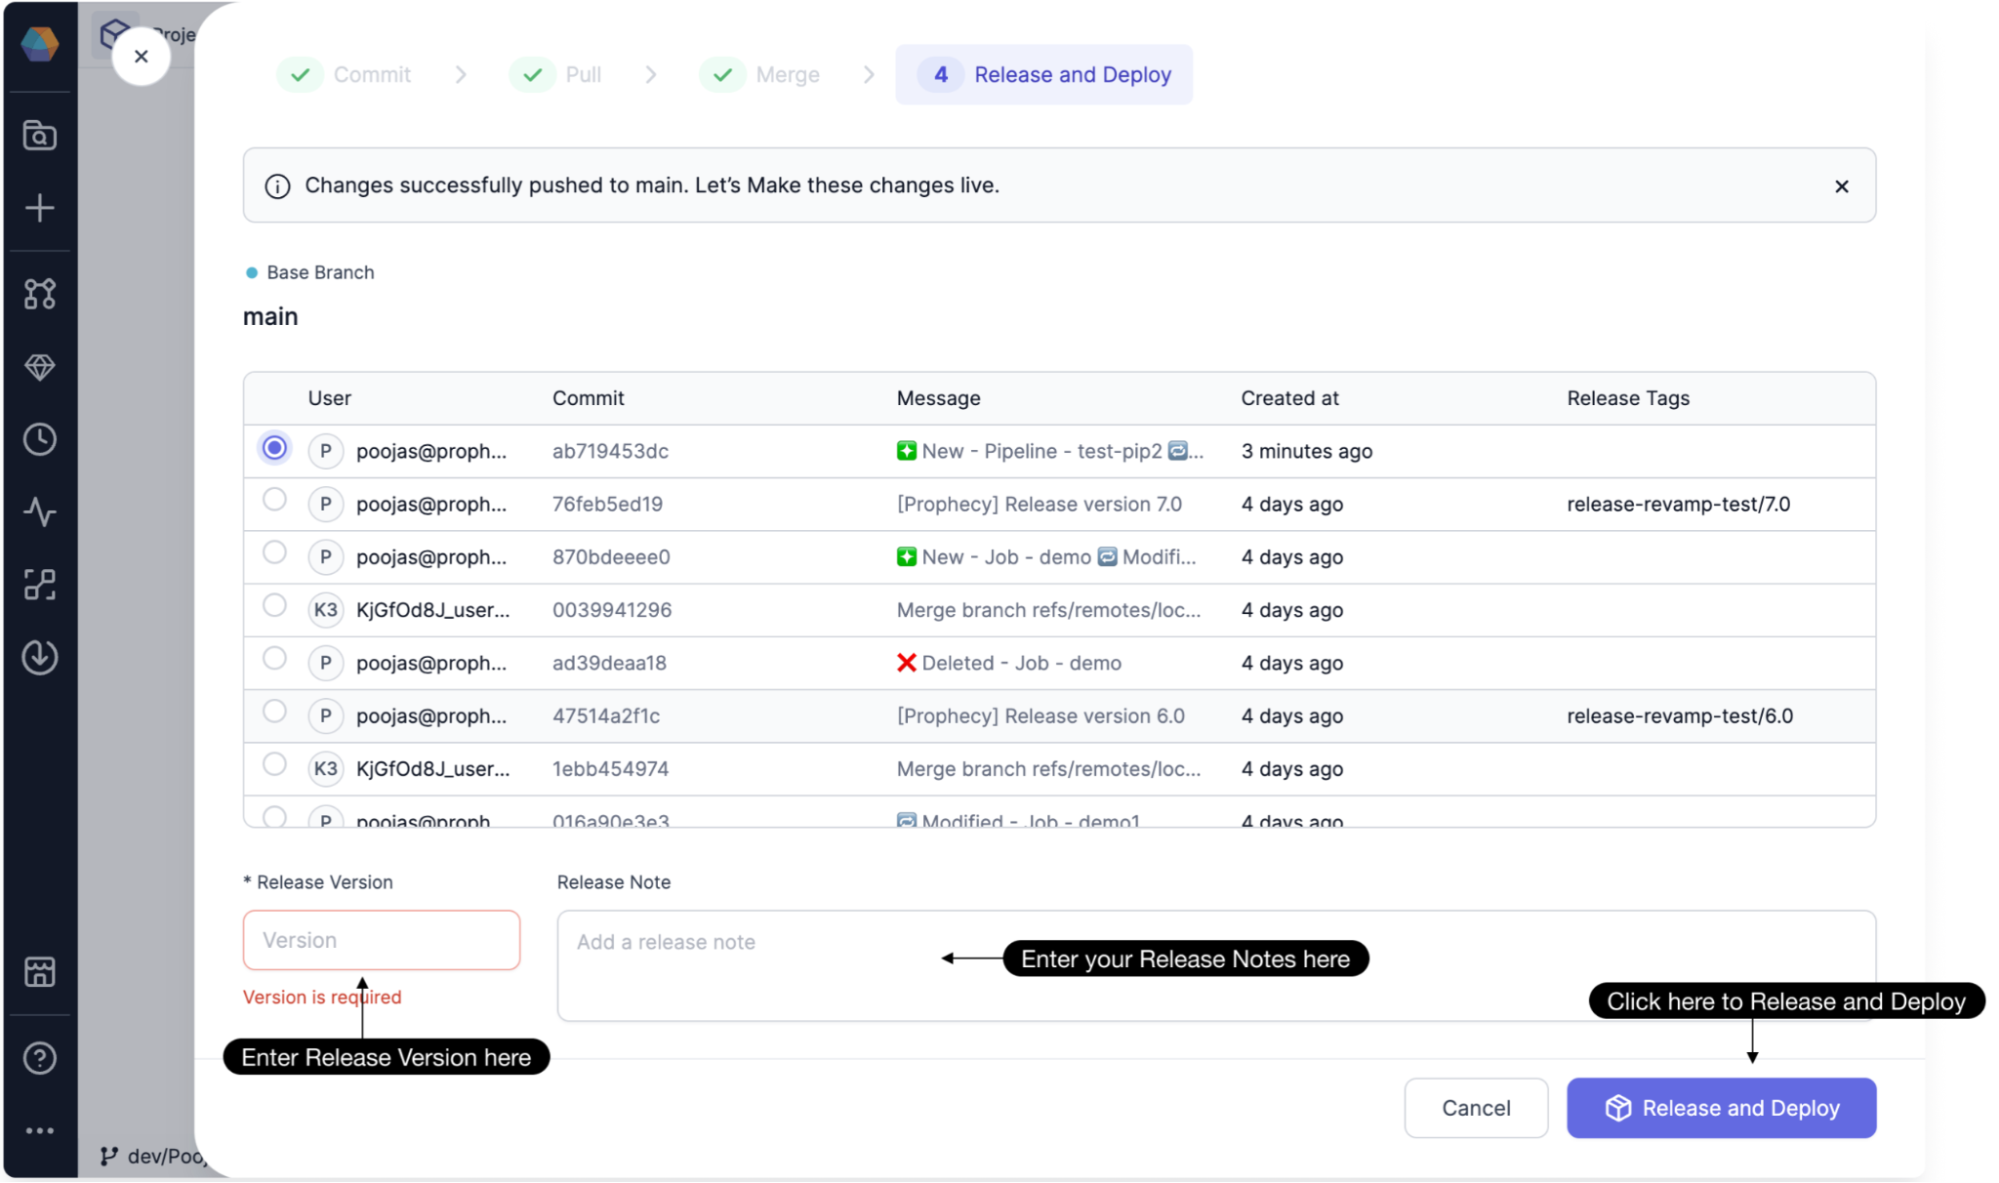 Proje
Commit
Pull
Merge
4 Release and Deploy
Changes successfully pushed to main. Let's Make these changes live.
Base Branch
main
User Commit Message Created at Release Tags
P poojas@proph... ab719453dc New - Pipeline - test-pip2 ... 3 minutes ago
P poojas@proph... 76feb5ed19 [Prophecy] Release version 7.0 4 days ago release-revamp-test/7.0
P poojas@proph... 870bdeeee0 New - Job - demo Modifi... 4 days ago
K3 KjGfOd8J_user... 0039941296 Merge branch refs/remotes/loc... 4 days ago
P poojas@proph... ad39deaa18 Deleted - Job - demo 4 days ago
P poojas@proph... 47514a2f1c [Prophecy] Release version 6.0 4 days ago release-revamp-test/6.0
K3 KjGfOd8J_user... 1ebb454974 Merge branch refs/remotes/loc... 4 days ago
P poojas@proph 016a90e3e3 Modified - Job - demo1 4 days ago
* Release Version
Release Note
Version
Add a release note
Enter your Release Notes here
Version is required
Click here to Release and Deploy
Enter Release Version here
Cancel
Release and Deploy
dev/Pooj